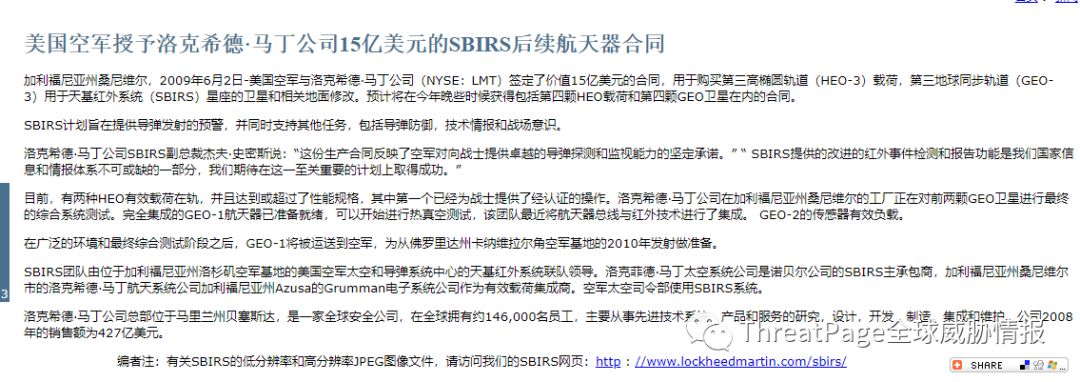 美国空军授予洛克希德·马丁公司15亿美元的SBIRS后续航天器合同
加利福尼亚州桑尼维尔，2009年6月2日-美国空军与洛克希德·马丁公司（NYSE：LMT）签定了价值15亿美元的合同，用于购买第三高椭圆轨道（HEO-3）载荷，第三地球同步轨道（GEO-
3）用于天基红外系统（SBIRS）星座的卫星和相关地面修改。预计将在今年晚些时候获得包括第四颗HEO载荷和第四颗GEO卫星在内的合同。
SBIRS计划旨在提供导弹发射的预警，并同时支持其他任务，包括导弹防御，技术情报和战场意识。
洛克希德·马丁公司SBIRS副总裁杰夫·史密斯说：“这份生产合同反映了空军对向战士提供卓越的导弹探测和监视能力的坚定承诺。”“ SBIRS提供的改进的红外事件检测和报告功能是我们国家信
息和情报体系不可或缺的一部分，我们期待在这一至关重要的计划上取得成功。”
目前，有两种HEO有效载荷在轨，并且达到或超过了性能规格，其中第一个已经为战士提供了经认证的操作。洛克希德·马丁公司在加利福尼亚州桑尼维尔的工厂正在对前两颗GEO卫星进行最终
的综合系统测试。完全集成的GEO-1航天器已准备就绪，可以开始进行热真空测试，该团队最近将航天器总线与红外技术进行了集成。 GEO-2的传感器有效负载。
在广泛的环境和最终综合测试阶段之后，GEO-1将被运送到空军，为从佛罗里达州卡纳维拉尔角空军基地的2010年发射做准备。
SBIRS团队由位于加利福尼亚州洛杉矶空军基地的美国空军太空和导弹系统中心的天基红外系统联队领导。洛克菲德·马丁太空系统公司是诺贝尔公司的SBIRS主承包商，加利福尼亚州桑尼维尔
市的洛克希德·马丁航天系统公司加利福尼亚州Azusa的Grumman电子系统公司作为有效载荷集成商。空军太空司令部使用SBIRS系统。
洛克希德·马丁公司总部位于马里兰州贝塞斯达，是一家全球安全公司，在全球拥有约146,000名员工，主要从事先进技术系统，产品和服务的研究，设计，开发，制造，集成和维护。公司2008
年的销售额为427亿美元。
ThreatPage全球威胁情报
编者注：有关SBIRS的低分辨率和高分辨率JPEG图像文件，请访问我们的SBIRS网页：http：//www.lockheedmartin.com/sbirs/
SHARE
3